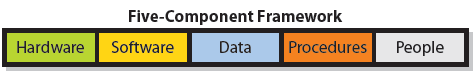 Five-Component Framework
Hardware Software Data Procedures People